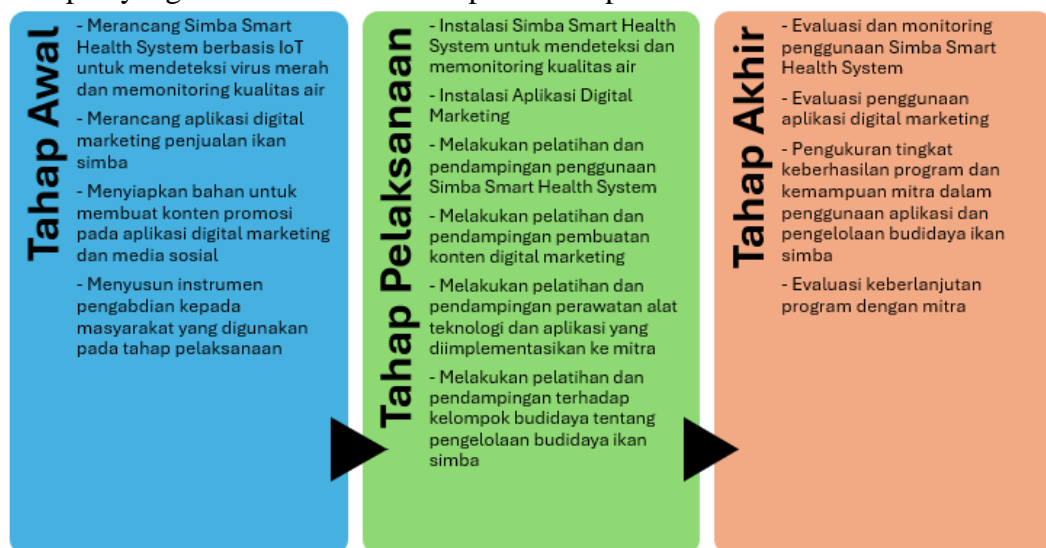 Tahap Awal
- Merancang Simba Smart
Health System berbasis IoT
untuk mendeteksi virus merah
dan memonitoring kualitas air
- Merancang aplikasi digital
marketing penjualan ikan
simba
- Menyiapkan bahan untuk
membuat konten promosi
pada aplikasi digital marketing
dan media sosial
- Menyusun instrumen
pengabdian kepada
masyarakat yang digunakan
pada tahap pelaksanaan
Tahap Pelaksanaan
- Instalasi Simba Smart Health
System untuk mendeteksi dan
memonitoring kualitas air
- Instalasi Aplikasi Digital
Marketing
- Melakukan pelatihan dan
pendampingan penggunaan
Simba Smart Health System
- Melakukan pelatihan dan
pendampingan pembuatan
konten digital marketing
- Melakukan pelatihan dan
pendampingan perawatan alat
teknologi dan aplikasi yang
diimplementasikan ke mitra
- Melakukan pelatihan dan
pendampingan terhadap
kelompok budidaya tentang
pengelolaan budidaya ikan
simba
Tahap Akhir
- Evaluasi dan monitoring
penggunaan Simba Smart
Health System
- Evaluasi penggunaan
aplikasi digital marketing
- Pengukuran tingkat
keberhasilan program dan
kemampuan mitra dalam
penggunaan aplikasi dan
pengelolaan budidaya ikan
simba
- Evaluasi keberlanjutan
program dengan mitra